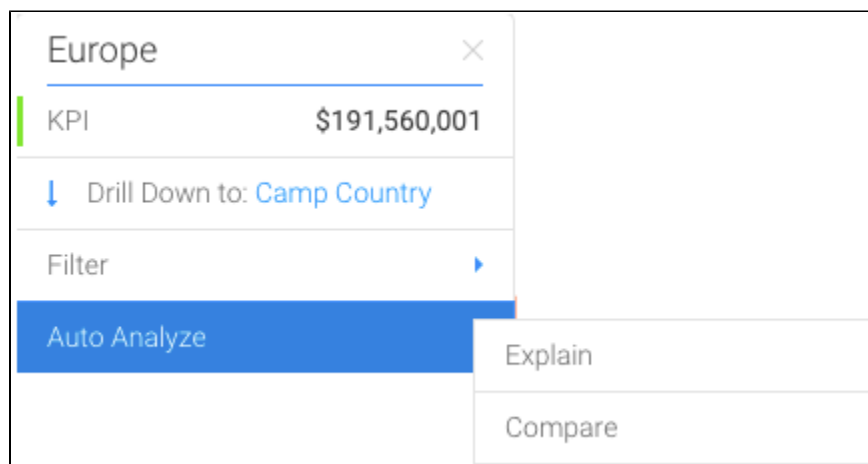 Europe
KPI $191,560,001
Drill Down to: Camp Country
Filter
Auto Analyze
Explain
Compare